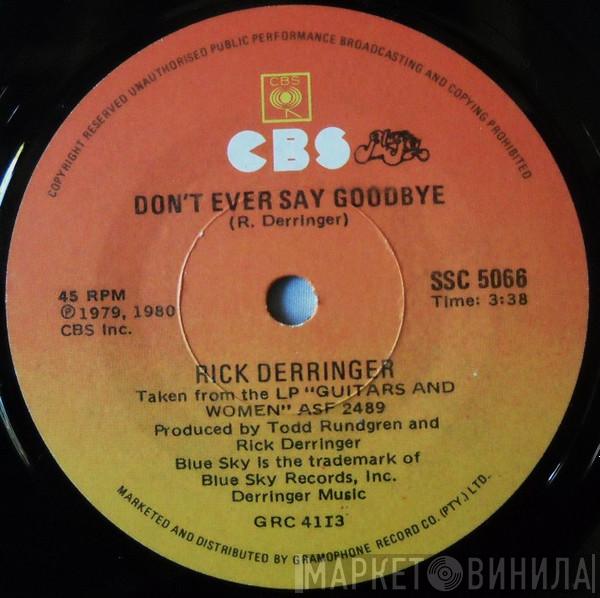 COPYRIGHT RESERVED UNAUTHORISED PUBLIC PERFORMANCE BROADCASTING AND COPYING PROHIBITED
CBS
CBS
DON'T EVER SAY GOODBYE
(R. Derringer)
45 RPM
℗ 1979, 1980
CBS Inc.
SSC 5066
Time: 3:38
RICK DERRINGER
Taken from the LP "GUITARS AND
WOMEN" ASF 2489
Produced by Todd Rundgren and
Rick Derringer
Blue Sky is the trademark of
Blue Sky Records, Inc.
Derringer Music
GRC 4113
MARKETED AND DISTRIBUTED BY GRAMOPHONE RECORD CO. (PTY.) LTD.
МАРКЕТ ВИНИЛА